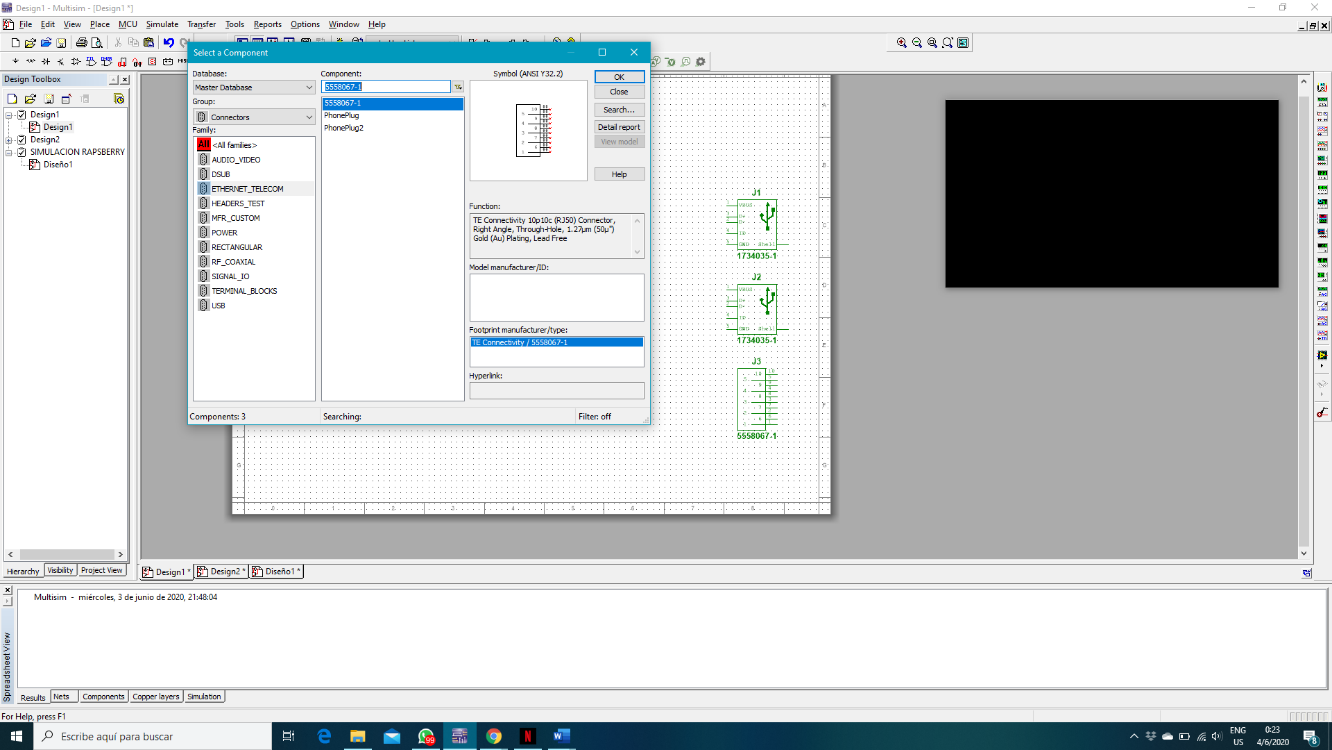 Design1 - Multisim - [Design1 *]
File Edit View Place MCU Simulate Transfer Tools Reports Options Window Help
Design Toolbox
Design1
Design1
Design2
SIMULACION RAPSBERRY
Diseño1
Hierarchy Visibility Project View
Select a Component
Database:
Master Database
Group:
Connectors
Family:
All <All families>
AUDIO_VIDEO
DSUB
ETHERNET_TELECOM
HEADERS_TEST
MFR_CUSTOM
POWER
RECTANGULAR
RF_COAXIAL
SIGNAL_IO
TERMINAL_BLOCKS
USB
Component:
5558067-1
5558067-1
PhonePlug
PhonePlug2
Symbol (ANSI Y32.2)
OK
Close
Search...
Detail report
View model
Help
Function:
TE Connectivity 10p10c (RJ50) Connector,
Right Angle, Through-Hole, 1.27µm (50µ")
Gold (Au) Plating, Lead Free
Model manufacturer/ID:
Footprint manufacturer/type:
TE Connectivity / 5558067-1
Hyperlink:
Components: 3 Searching: Filter: off
J1
1734035-1
J2
1734035-1
J3
5558067-1
Design1 * Design2 * Diseño1 *
Multisim - miércoles, 3 de junio de 2020, 21:48:04
Spreadsheet View
Results Nets Components Copper layers Simulation
For Help, press F1
Escribe aquí para buscar
99
ENG
US
0:23
4/6/2020
8